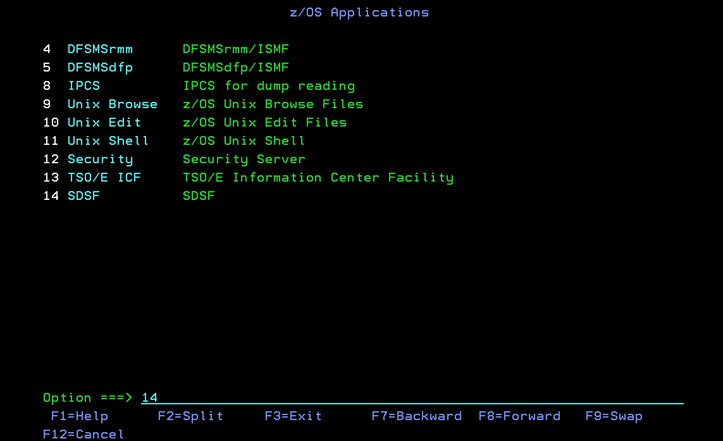 z/OS Applications
4 DFSMSrmm DFSMSrmm/ISMF
5 DFSMSdfp DFSMSdfp/ISMF
8 IPCS IPCS for dump reading
9 Unix Browse z/OS Unix Browse Files
10 Unix Edit z/OS Unix Edit Files
11 Unix Shell z/OS Unix Shell
12 Security Security Server
13 TSO/E ICF TSO/E Information Center Facility
14 SDSF SDSF
Option ===> 14
F1=Help F2=Split F3=Exit F7=Backward F8=Forward F9=Swap
F12=Cancel